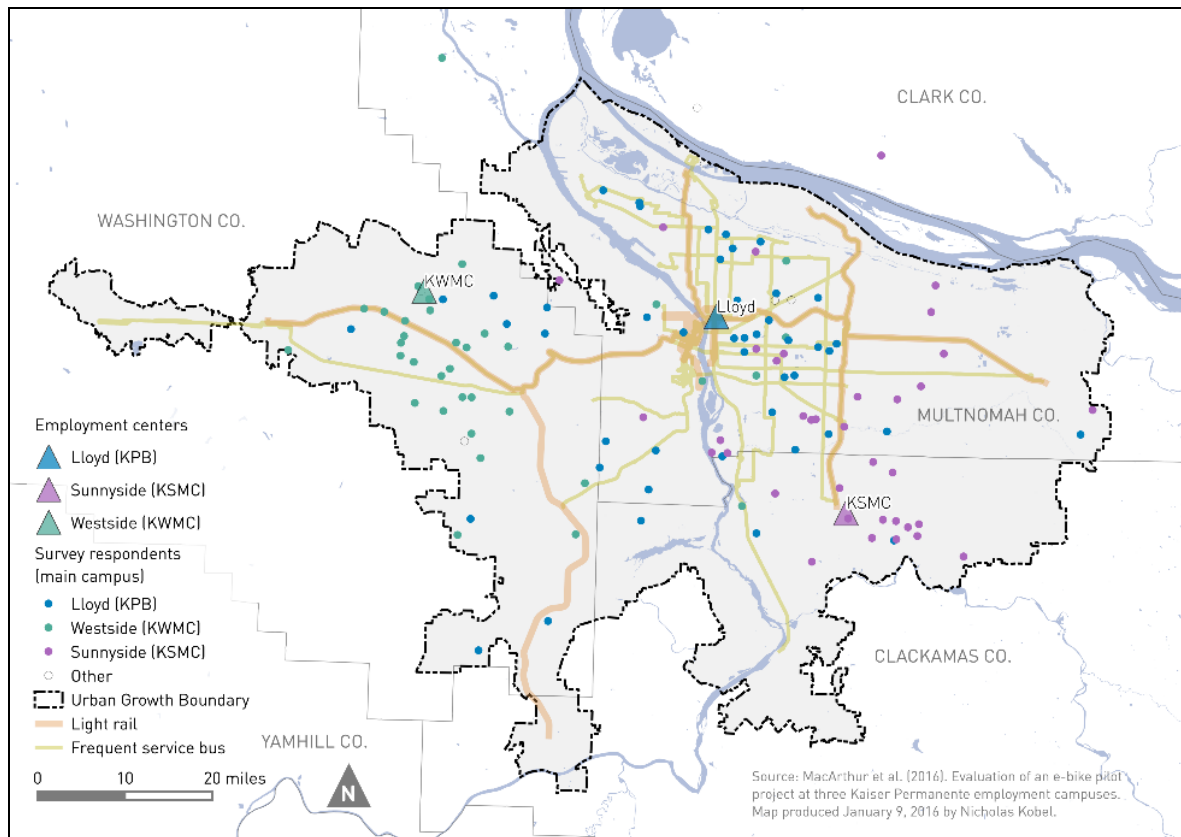 CLARK CO.
WASHINGTON CO.
KWMC
Lloyd
MULTNOMAH CO.
KSMC
CLACKAMAS CO.
YAMHILL CO.
Employment centers
Lloyd (KPB)
Sunnyside (KSMC)
Westside (KWMC)
Survey respondents
(main campus)
Lloyd (KPB)
Westside (KWMC)
Sunnyside (KSMC)
Other
Urban Growth Boundary
Light rail
Frequent service bus
0 10 20 miles
N
Source: MacArthur et al. (2016). Evaluation of an e-bike pilot
project at three Kaiser Permanente employment campuses.
Map produced January 9, 2016 by Nicholas Kobel.